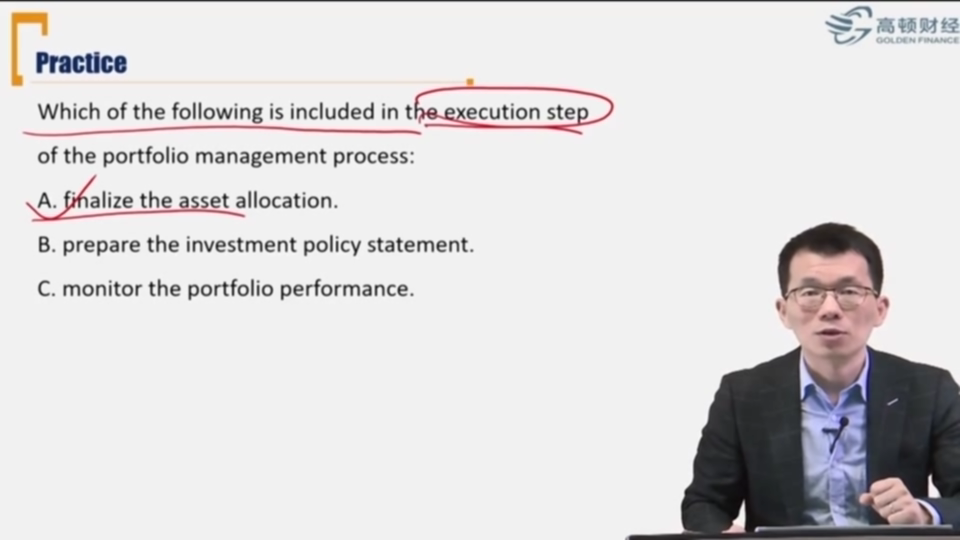 高顿财经
GOLDEN FINANCE
Practice
Which of the following is included in the execution step
of the portfolio management process:
A. finalize the asset allocation.
B. prepare the investment policy statement.
C. monitor the portfolio performance.